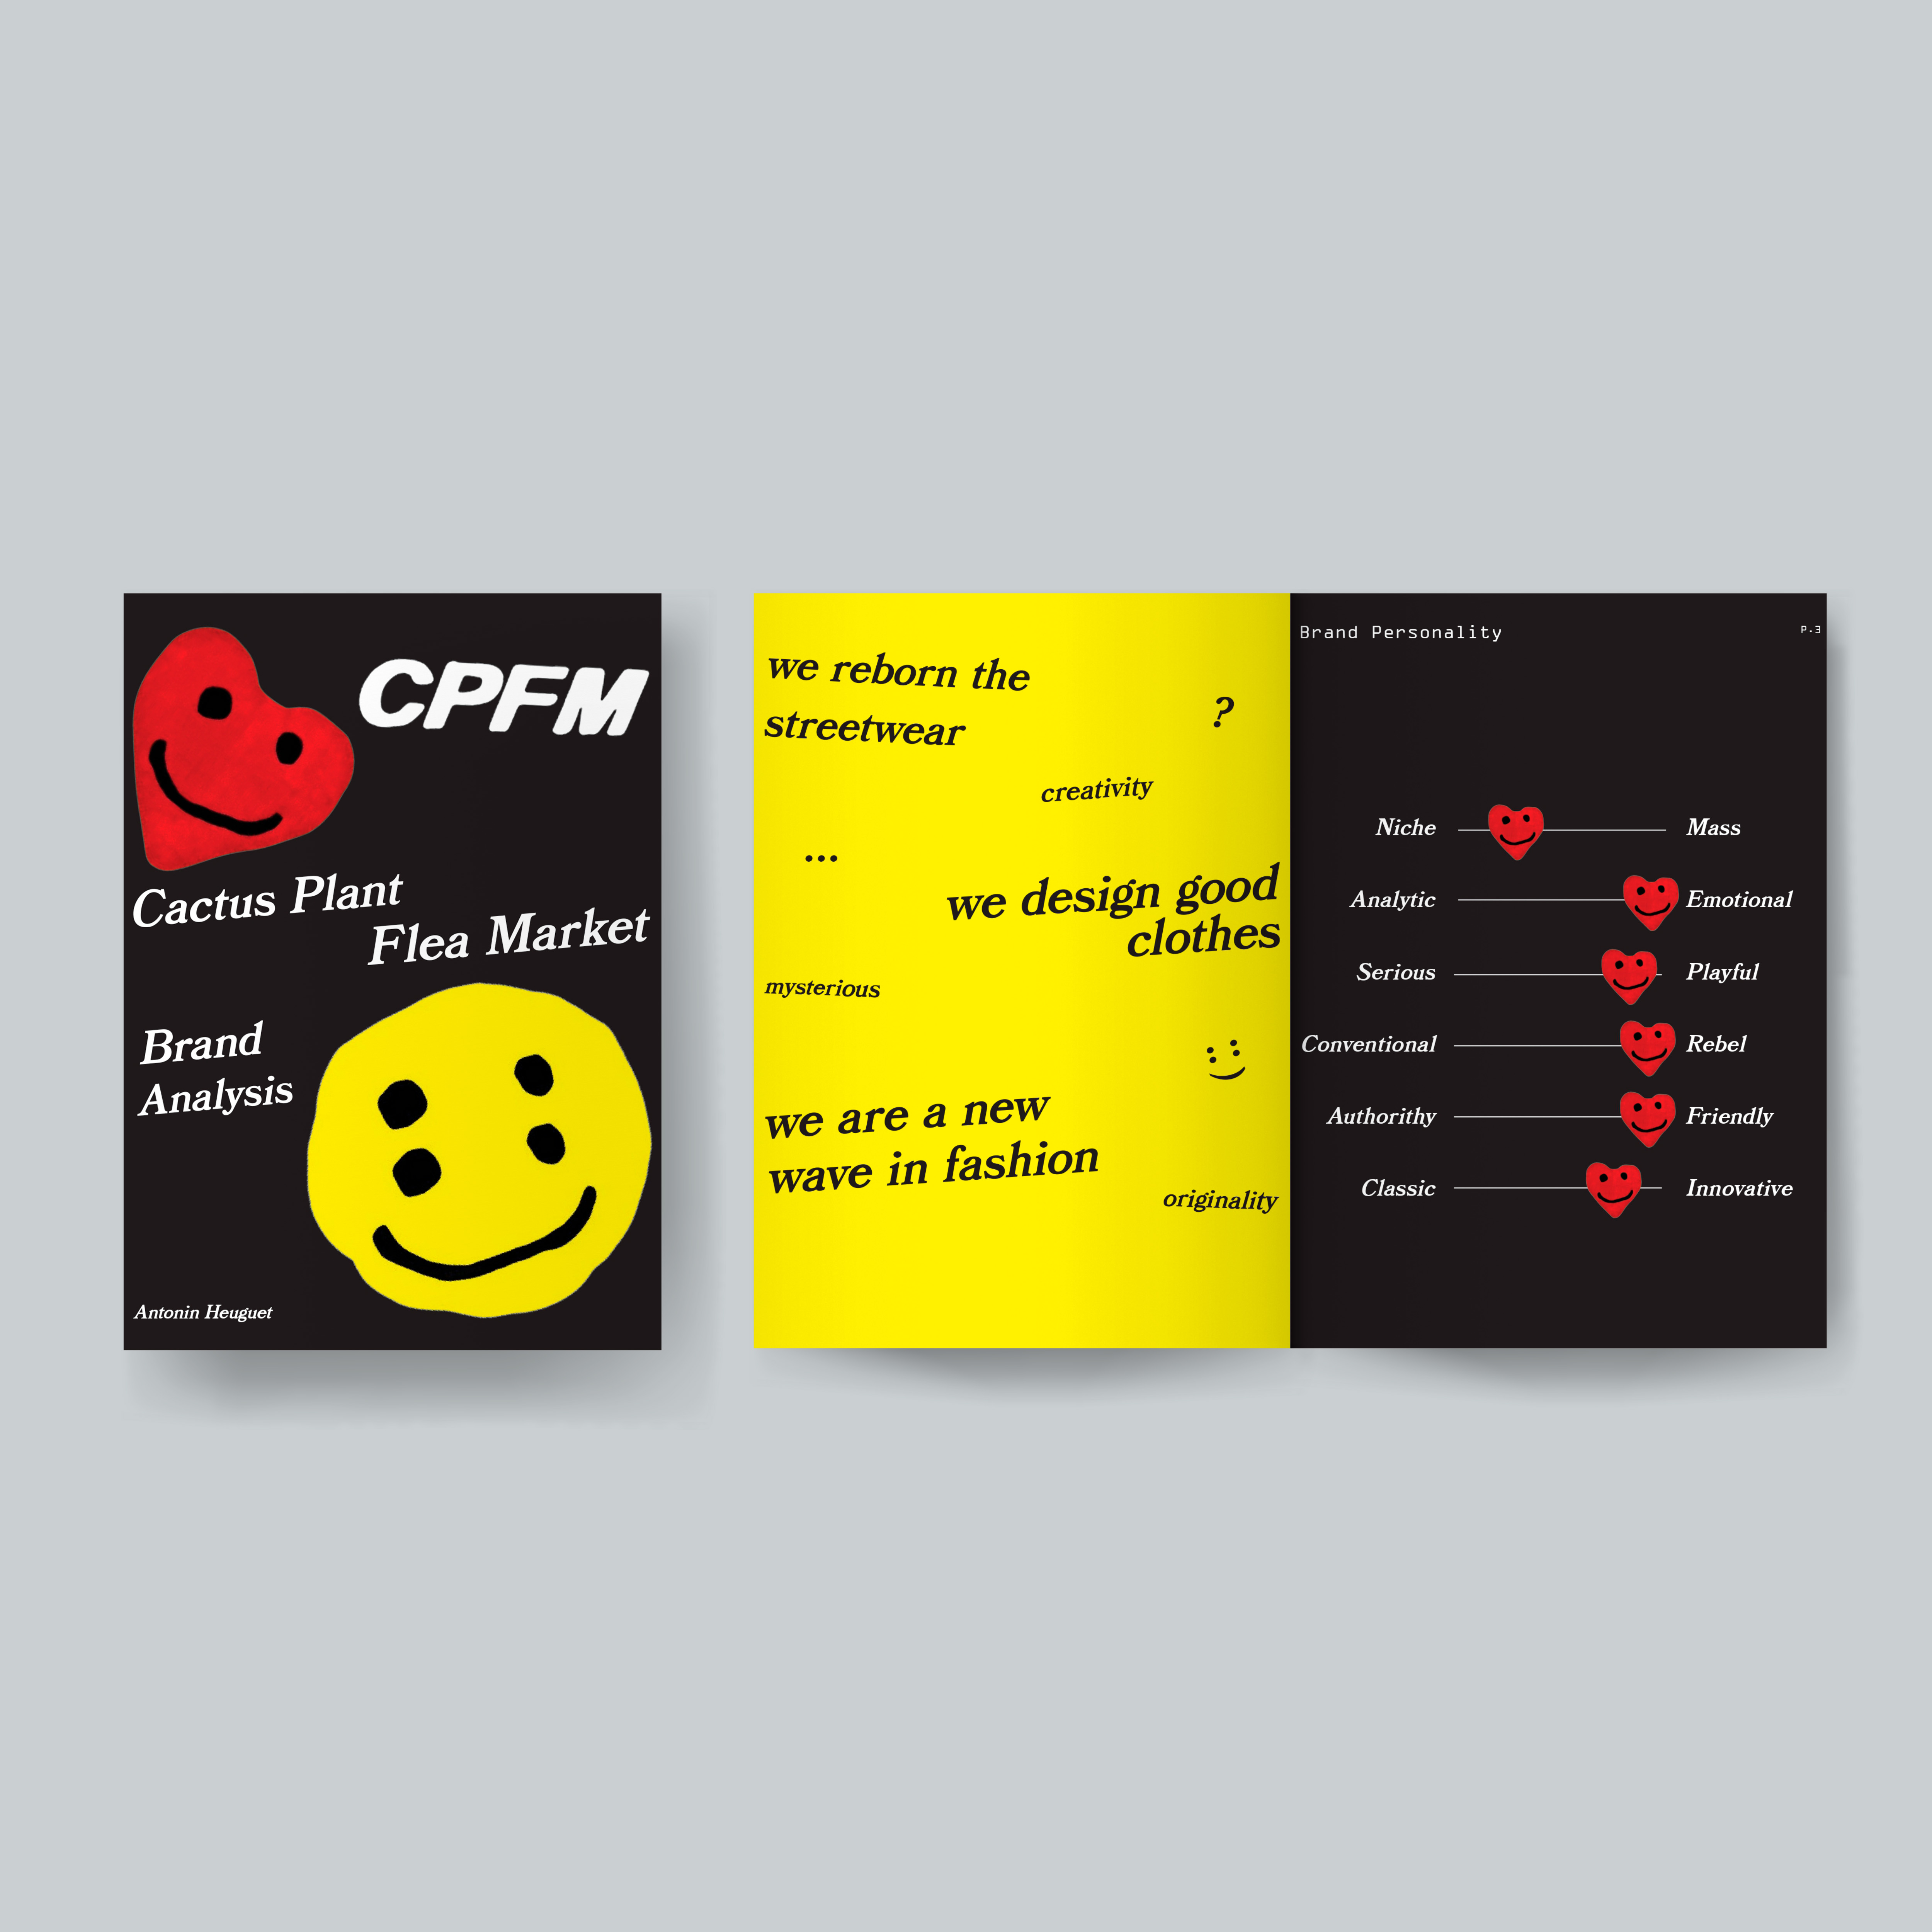 CPFM
Cactus Plant
Flea Market
Brand
Analysis
Antonin Heuguet
we reborn the
streetwear
?
creativity
...
we design good
clothes
mysterious
we are a new
wave in fashion
originality
Brand Personality
P.3
Niche Mass
Analytic Emotional
Serious Playful
Conventional Rebel
Authorithy Friendly
Classic Innovative